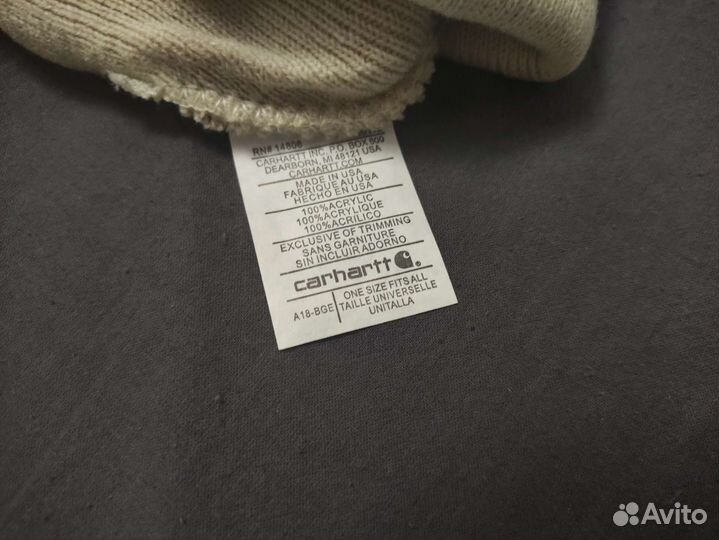 RN# 14806
CARHARTT INC. P.O. BOX 600
DEARBORN, MI 48121 USA
CARHARTT.COM
MADE IN USA
FABRIQUE AU USA
HECHO EN USA
100% ACRYLIC
100% ACRYLIQUE
100% ACRILICO
EXCLUSIVE OF TRIMMING
SANS GARNITURE
SIN INCLUIR ADORNO
carhartt
A18-BGE
ONE SIZE FITS ALL
TAILLE UNIVERSELLE
UNITALLA
Avito